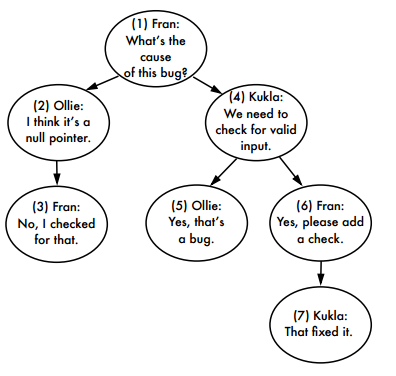 (1) Fran:
What's the
cause
of this bug?
(2) Ollie:
I think it's a
null pointer.
(4) Kukla:
We need to
check for valid
input.
(3) Fran:
No, I checked
for that.
(5) Ollie:
Yes, that's
a bug.
(6) Fran:
Yes, please add
a check.
(7) Kukla:
That fixed it.